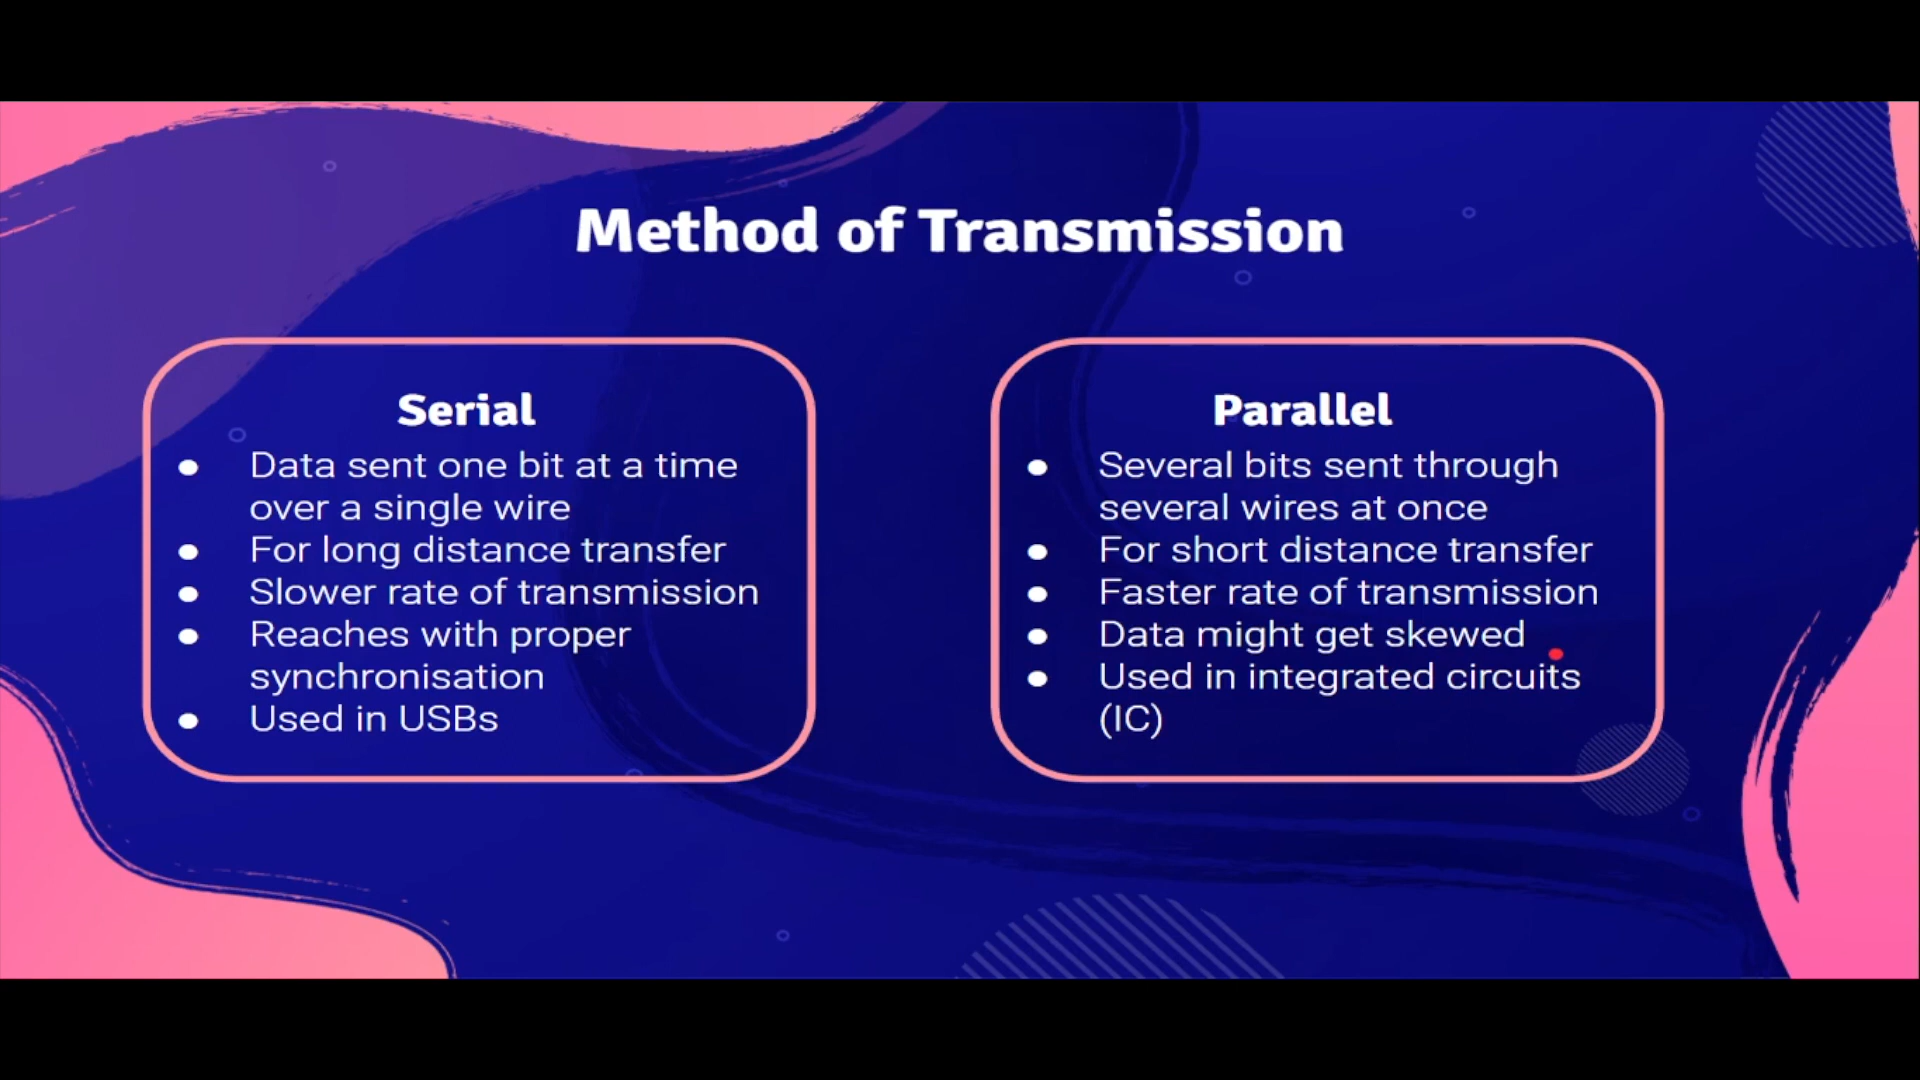 Method of Transmission
Serial
● Data sent one bit at a time
over a single wire
● For long distance transfer
● Slower rate of transmission
● Reaches with proper
synchronisation
● Used in USBs
Parallel
● Several bits sent through
several wires at once
● For short distance transfer
● Faster rate of transmission
● Data might get skewed
● Used in integrated circuits
(IC)